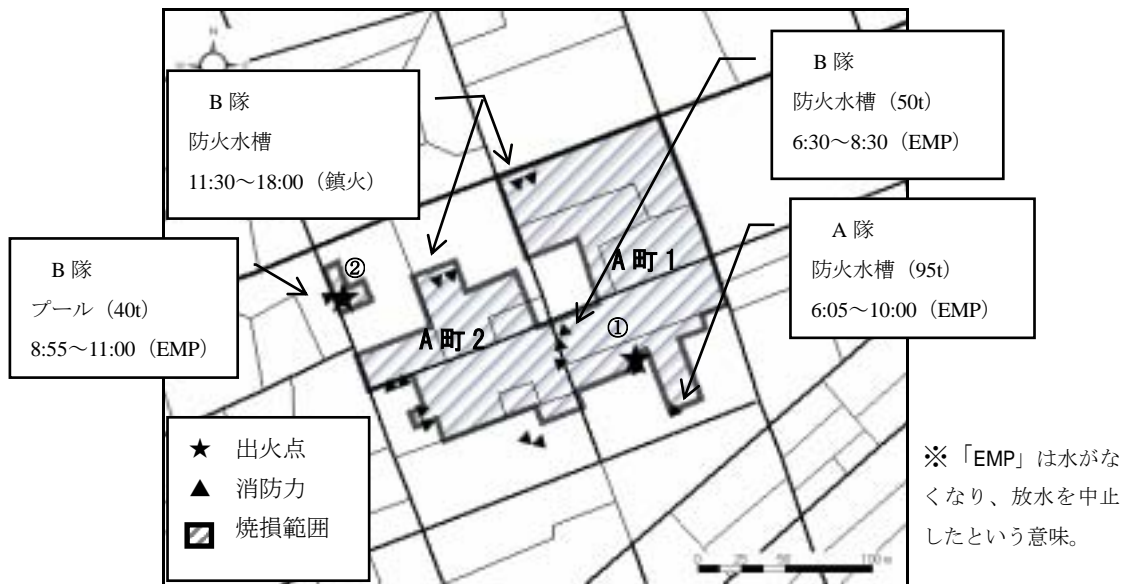 N
B 隊
防火水槽
11:30～18:00（鎮火）
B 隊
防火水槽（50t）
6:30～8:30（EMP）
A 隊
防火水槽（95t）
6:05～10:00（EMP）
B 隊
プール（40t）
8:55～11:00（EMP）
②
A町1
①
A町2
★ 出火点
▲ 消防力
焼損範囲
※「EMP」は水がな
くなり、放水を中止
したという意味。
0 25 50 100 m